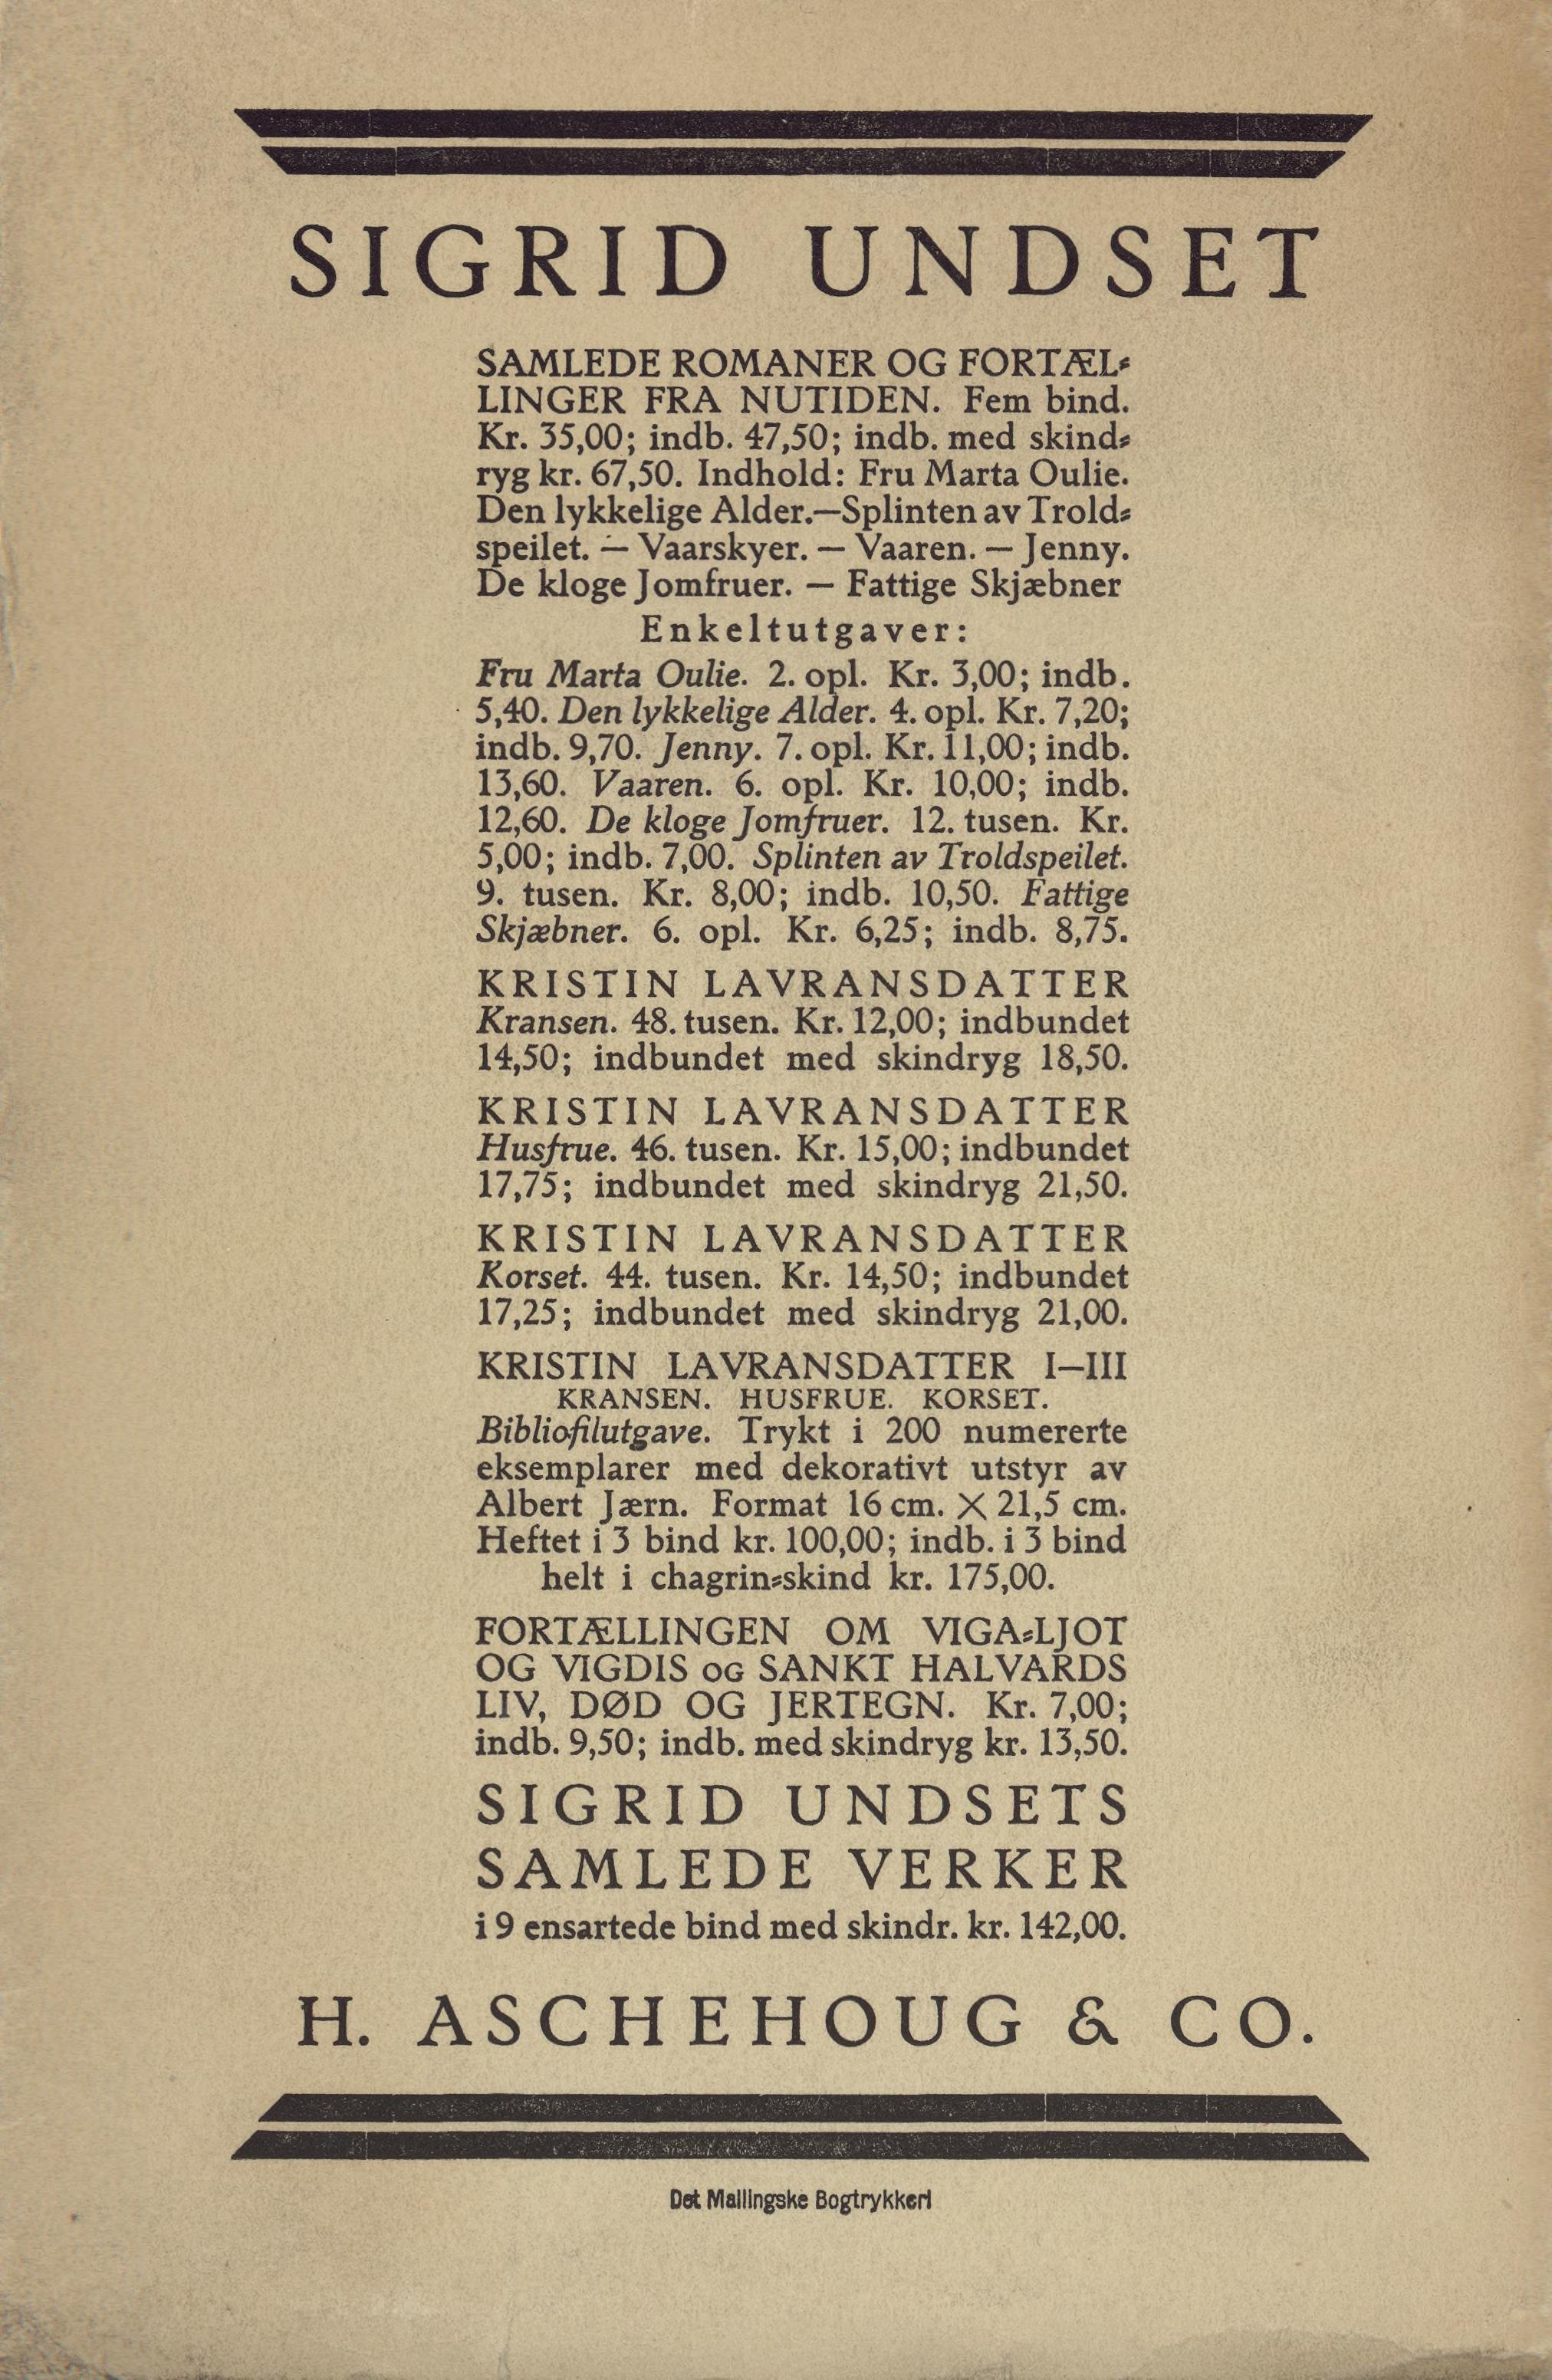 SIGRID UNDSET
SAMLEDE ROMANER OG FORTÆL-
LINGER FRA NUTIDEN. Fem bind.
Kr. 35,00; indb. 47,50; indb. med skind-
ryg kr. 67,50. Indhold: Fru Marta Oulie.
Den lykkelige Alder.—Splinten av Trold-
speilet. — Vaarskyer. — Vaaren. — Jenny.
De kloge Jomfruer. — Fattige Skjæbner
Enkeltutgaver:
Fru Marta Oulie. 2. opl. Kr. 3,00; indb.
5,40. Den lykkelige Alder. 4. opl. Kr. 7,20;
indb. 9,70. Jenny. 7. opl. Kr. 11,00; indb.
13,60. Vaaren. 6. opl. Kr. 10,00; indb.
12,60. De kloge Jomfruer. 12. tusen. Kr.
5,00; indb. 7,00. Splinten av Troldspeilet.
9. tusen. Kr. 8,00; indb. 10,50. Fattige
Skjæbner. 6. opl. Kr. 6,25; indb. 8,75.
KRISTIN LAVRANSDATTER
Kransen. 48. tusen. Kr. 12,00; indbundet
14,50; indbundet med skindryg 18,50.
KRISTIN LAVRANSDATTER
Husfrue. 46. tusen. Kr. 15,00; indbundet
17,75; indbundet med skindryg 21,50.
KRISTIN LAVRANSDATTER
Korset. 44. tusen. Kr. 14,50; indbundet
17,25; indbundet med skindryg 21,00.
KRISTIN LAVRANSDATTER I—III
KRANSEN. HUSFRUE. KORSET.
Bibliofilutgave. Trykt i 200 numererte
eksemplarer med dekorativt utstyr av
Albert Jærn. Format 16 cm. × 21,5 cm.
Heftet i 3 bind kr. 100,00; indb. i 3 bind
helt i chagrin-skind kr. 175,00.
FORTÆLLINGEN OM VIGA-LJOT
OG VIGDIS OG SANKT HALVARDS
LIV, DØD OG JERTEGN. Kr. 7,00;
indb. 9,50; indb. med skindryg kr. 13,50.
SIGRID UNDSETS
SAMLEDE VERKER
i 9 ensartede bind med skindr. kr. 142,00.
H. ASCHEHOUG & CO.
Det Mallingske Bogtrykkeri